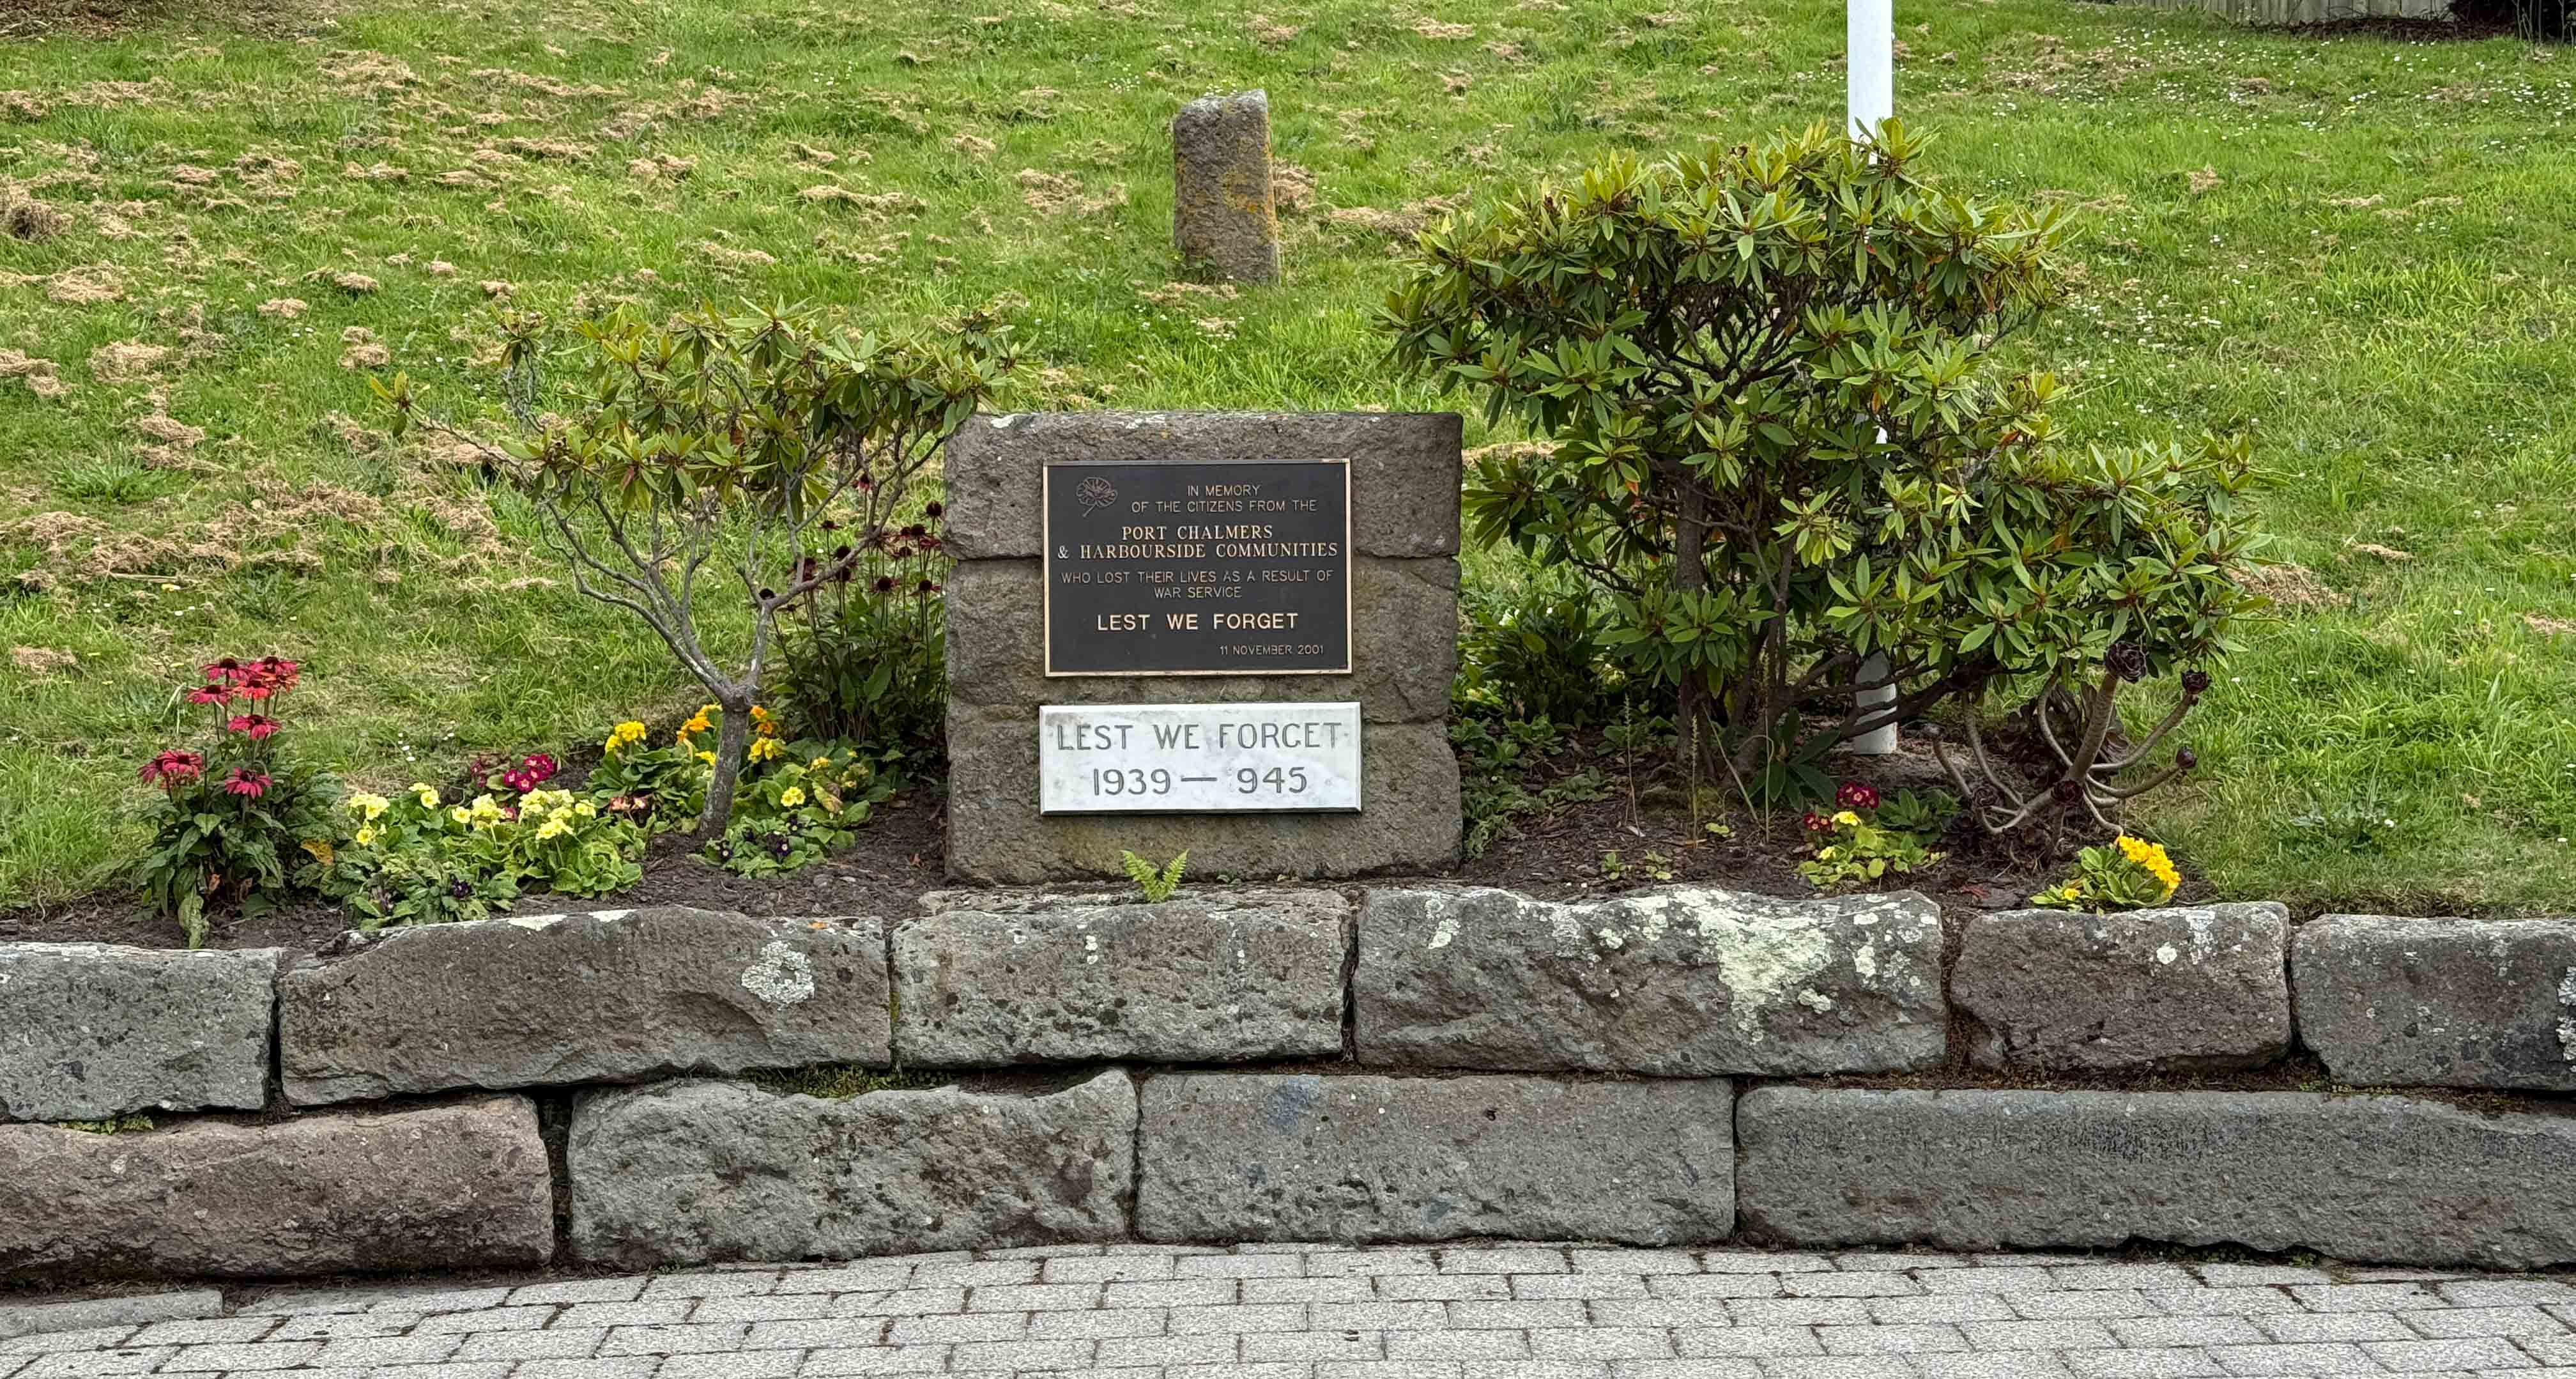 IN MEMORY
OF THE CITIZENS FROM THE
PORT CHALMERS
& HARBOURSIDE COMMUNITIES
WHO LOST THEIR LIVES AS A RESULT OF
WAR SERVICE
LEST WE FORGET
11 NOVEMBER 2001
LEST WE FORGET
1939 — 945